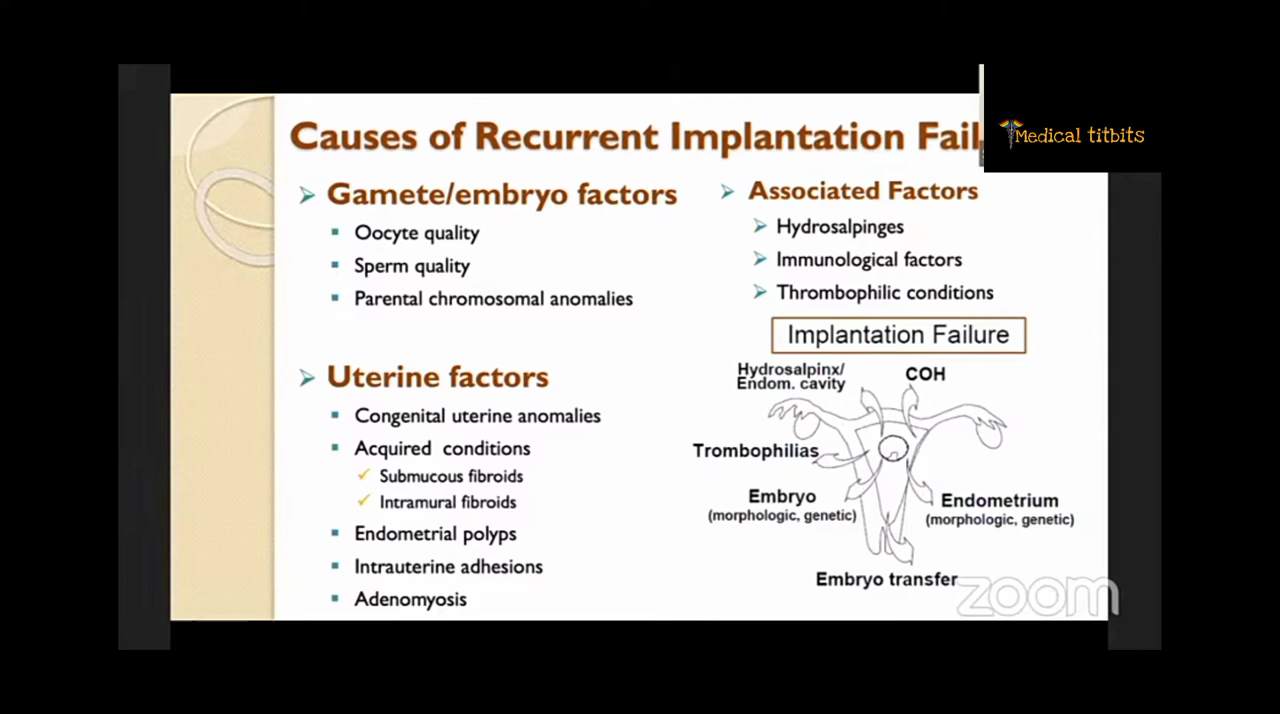 Causes of Recurrent Implantation Fail
Medical titbits
Gamete/embryo factors
Oocyte quality
Sperm quality
Parental chromosomal anomalies
Uterine factors
Congenital uterine anomalies
Acquired conditions
Submucous fibroids
Intramural fibroids
Endometrial polyps
Intrauterine adhesions
Adenomyosis
Associated Factors
Hydrosalpinges
Immunological factors
Thrombophilic conditions
Implantation Failure
Hydrosalpinx/
Endom. cavity
COH
Trombophilias
Embryo
(morphologic, genetic)
Endometrium
(morphologic, genetic)
Embryo transfer
zoom